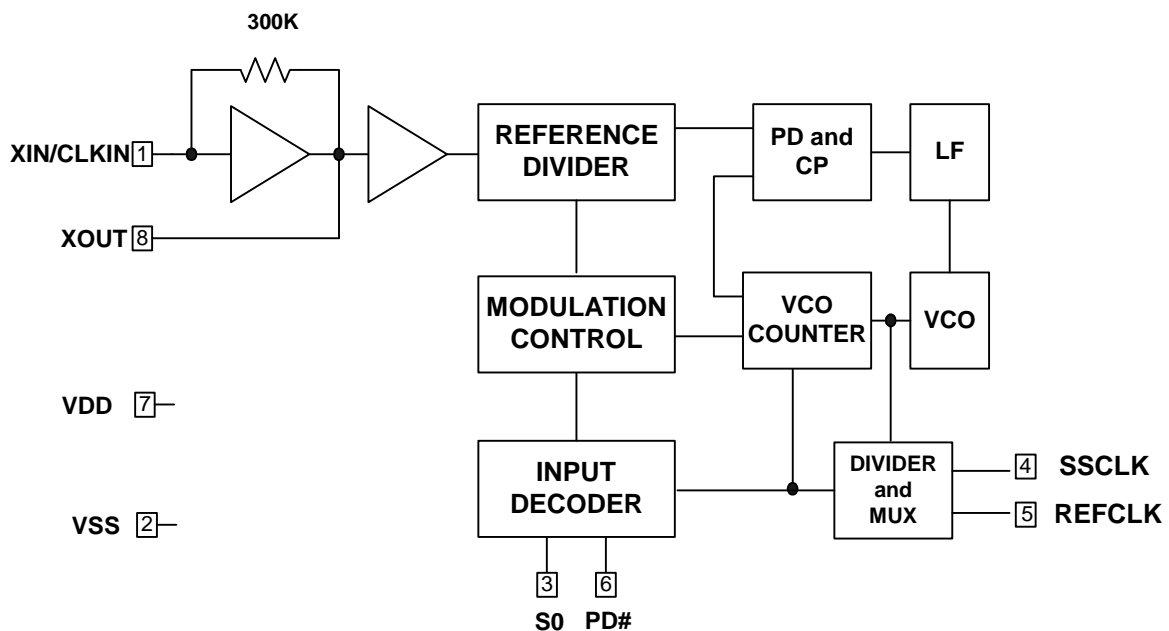 300K
XIN/CLKIN 1
REFERENCE
DIVIDER
PD and
CP
LF
XOUT 8
MODULATION
CONTROL
VCO
COUNTER
VCO
VDD 7
INPUT
DECODER
DIVIDER
and
MUX
4 SSCLK
5 REFCLK
VSS 2
3 6
S0 PD#